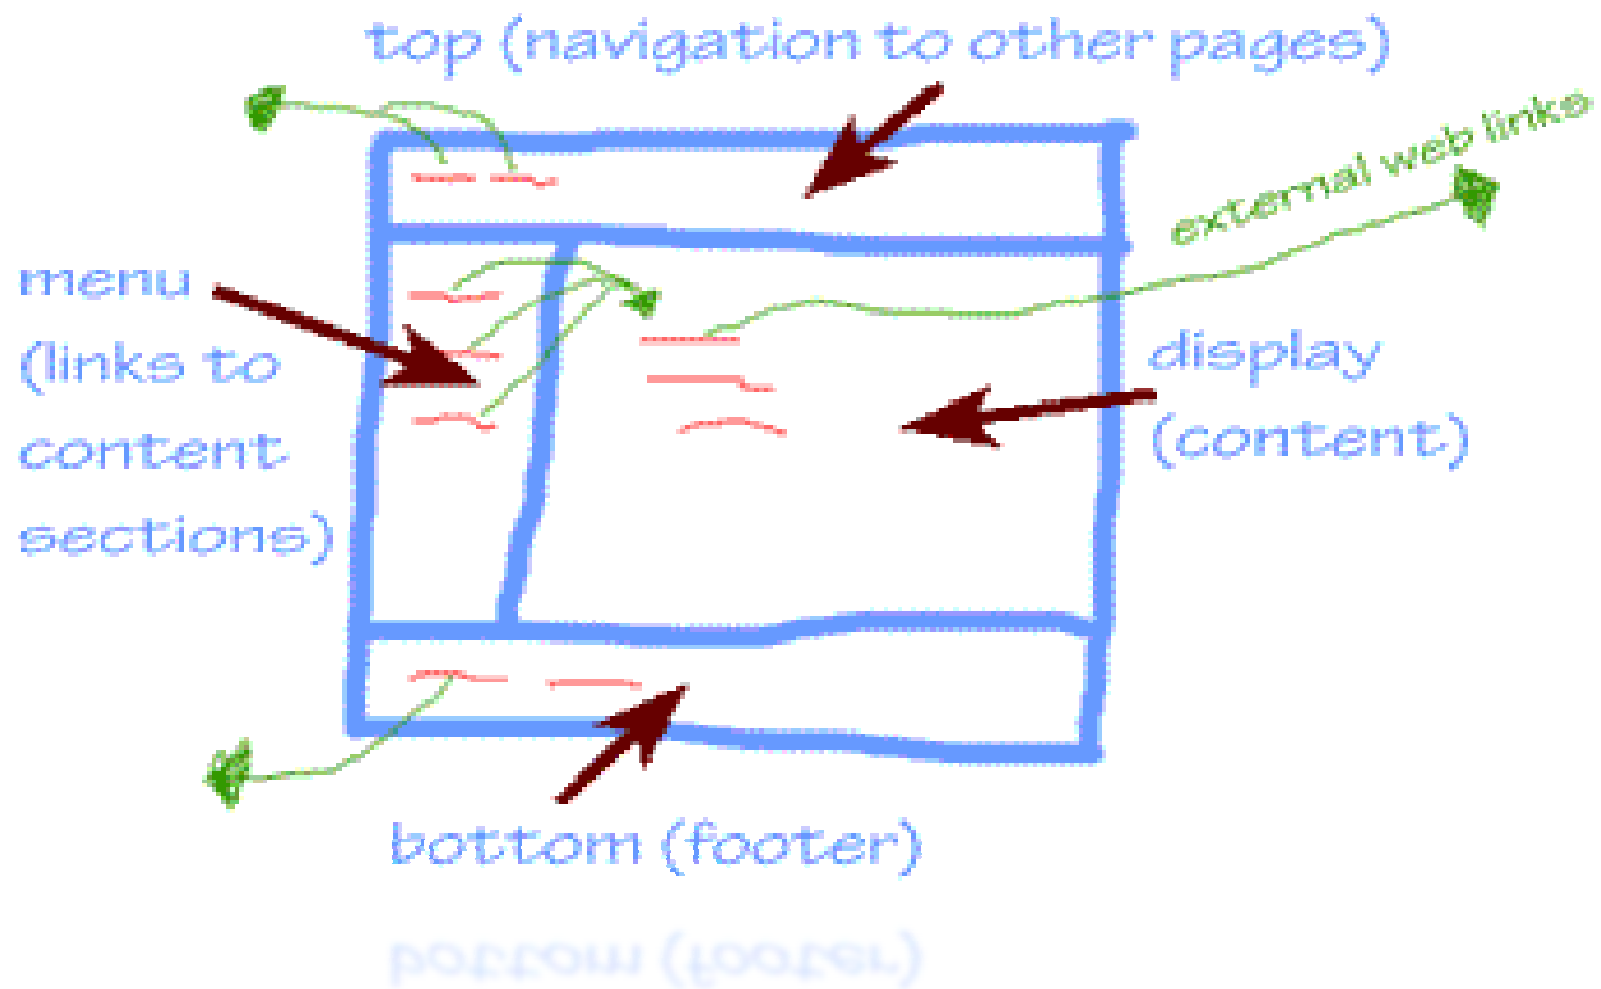 top (navigation to other pages)
external web links
menu
(links to
content
sections)
display
(content)
bottom (footer)